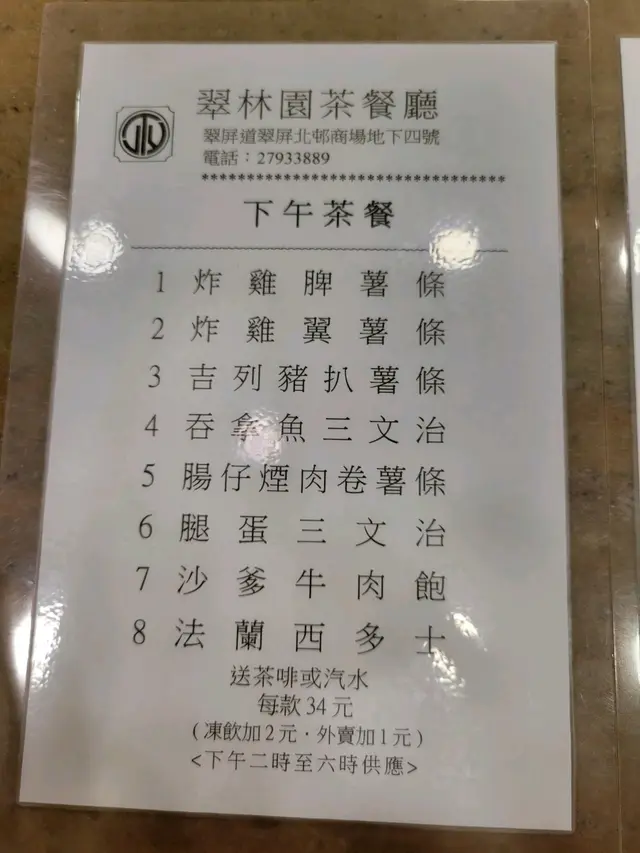 翠林園茶餐廳
翠屏道翠屏北邨商場地下四號
電話：27933889
*********************************
下午茶餐
1 炸雞脾薯條
2 炸雞翼薯條
3 吉列豬扒薯條
4 吞拿魚三文治
5 腸仔煙肉卷薯條
6 腿蛋三文治
7 沙爹牛肉飽
8 法蘭西多士
送茶啡或汽水
每款34元
(凍飲加2元，外賣加1元)
<下午二時至六時供應>